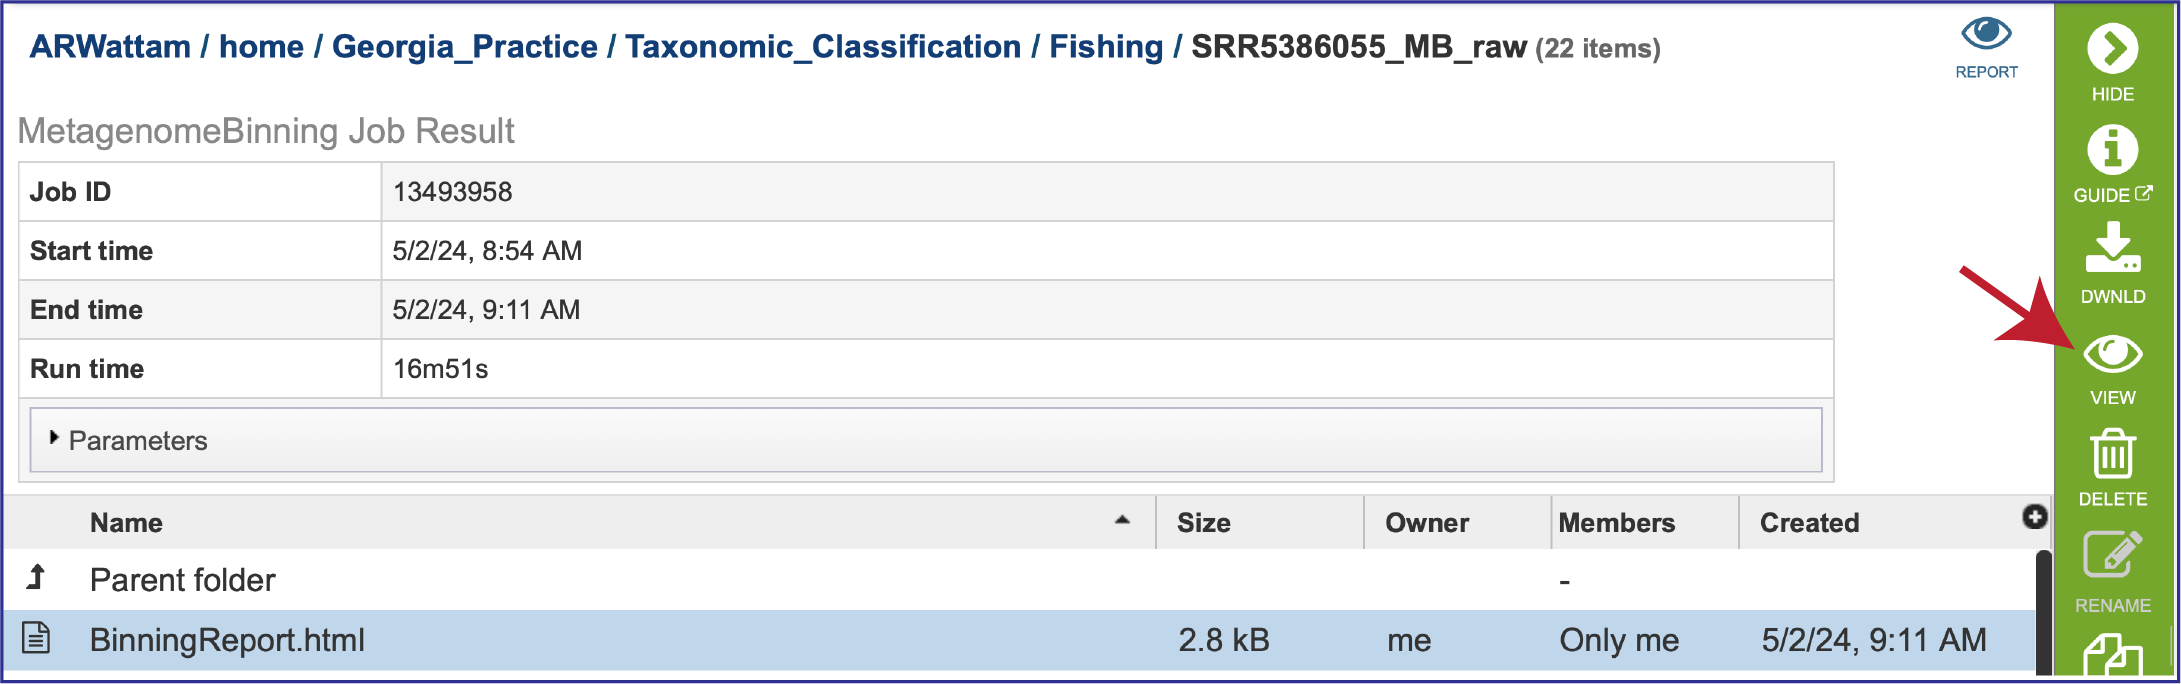 ARWattam / home / Georgia_Practice / Taxonomic_Classification / Fishing / SRR5386055_MB_raw (22 items)
REPORT
HIDE
GUIDE
DWNLD
VIEW
DELETE
RENAME
MetagenomeBinning Job Result
Job ID 13493958
Start time 5/2/24, 8:54 AM
End time 5/2/24, 9:11 AM
Run time 16m51s
Parameters
Name Size Owner Members Created
Parent folder -
BinningReport.html 2.8 kB me Only me 5/2/24, 9:11 AM